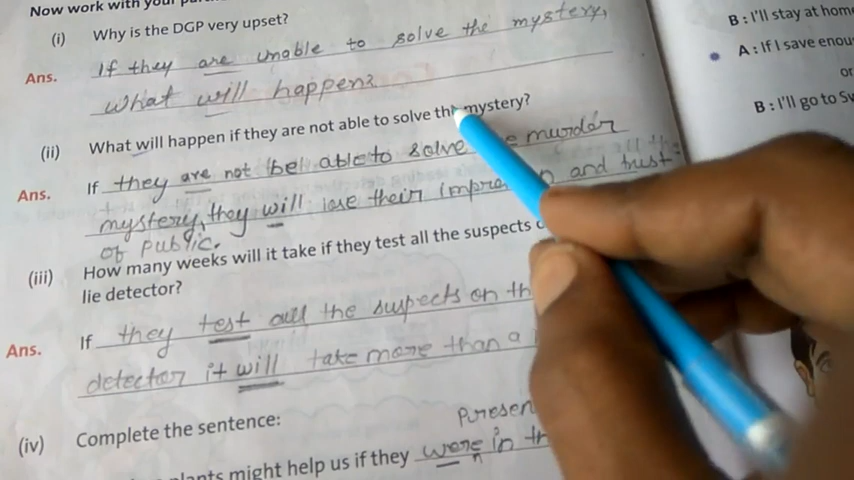 Now work with your
(i) Why is the DGP very upset?
Ans. If they are unable to solve the mystery,
what will happen?
(ii) What will happen if they are not able to solve the mystery?
Ans. If they are not be able to solve murder
mystery, they will lose their and trust
of public.
(iii) How many weeks will it take if they test all the suspects
lie detector?
Ans. If they test all the suspects on
detector it will take more than a
(iv) Complete the sentence:
might help us if they were in
B : I'll stay at
A : If I save
or
B : I'll go to